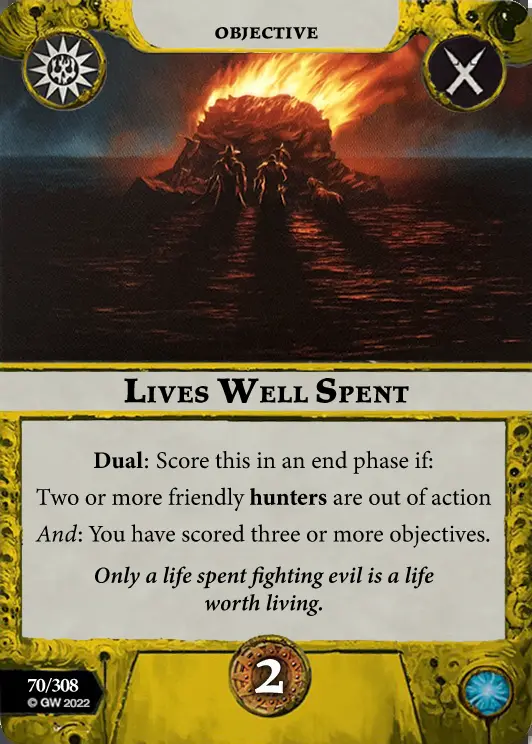 OBJECTIVE
LIVES WELL SPENT
Dual: Score this in an end phase if:
Two or more friendly hunters are out of action
And: You have scored three or more objectives.
Only a life spent fighting evil is a life
worth living.
2
70/308
© GW 2022